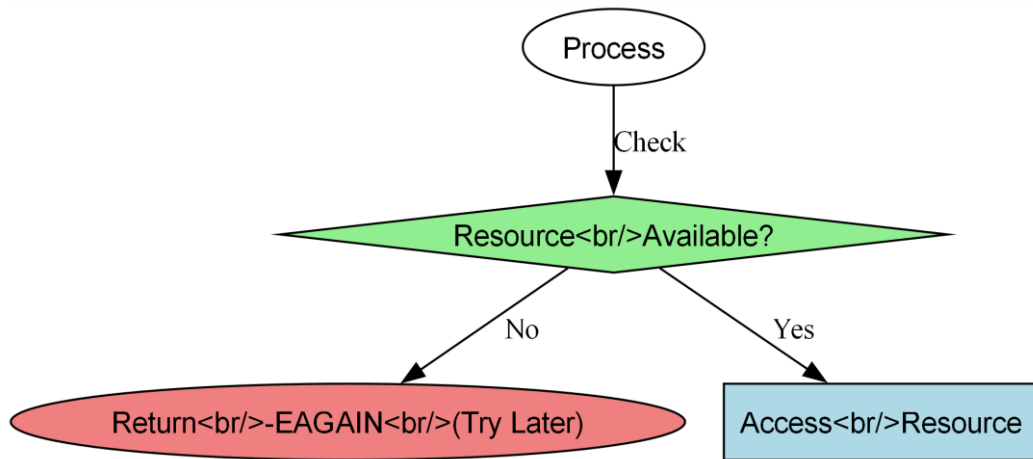 Process
Check
Resource<br/>Available?
No
Yes
Return<br/>-EAGAIN<br/>(Try Later)
Access<br/>Resource